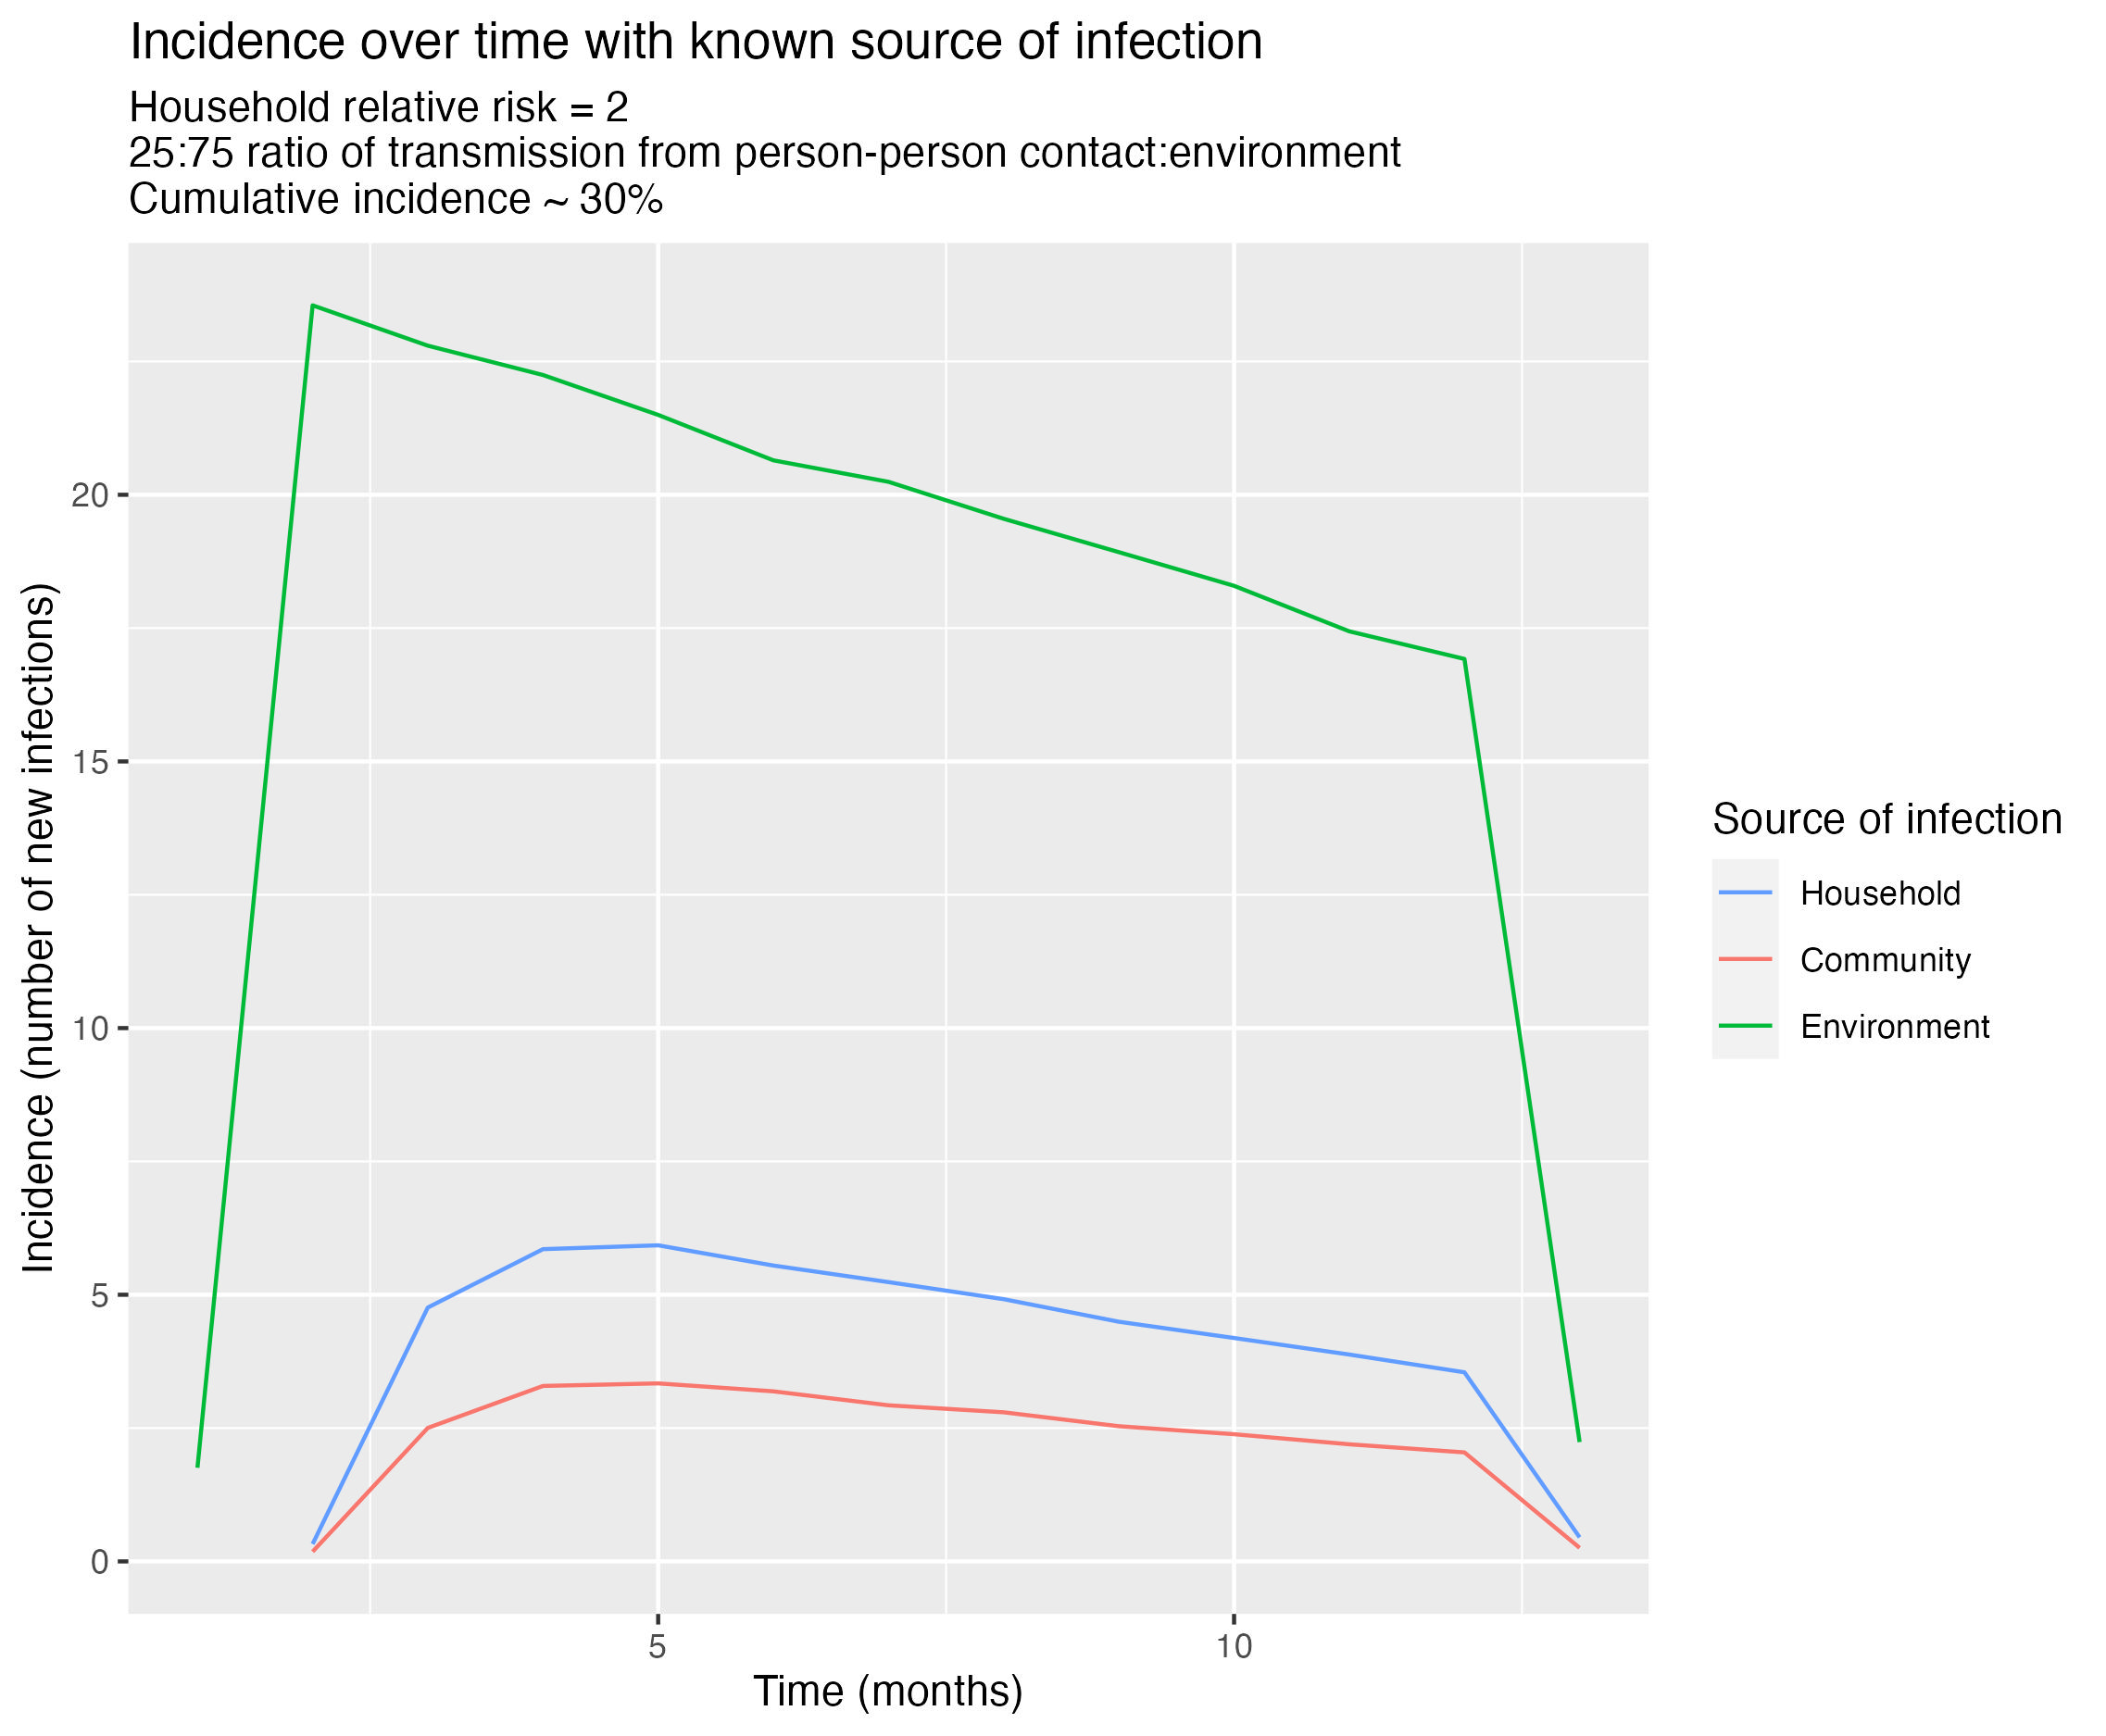 Incidence over time with known source of infection
Household relative risk = 2
25:75 ratio of transmission from person-person contact:environment
Cumulative incidence ~ 30%
Incidence (number of new infections)
20
15
10
5
0
5
10
Time (months)
Source of infection
Household
Community
Environment